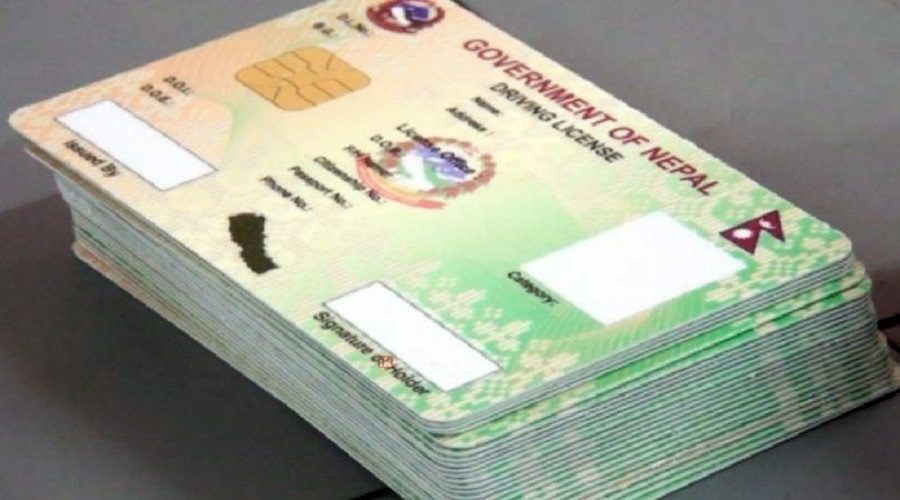 GOVERNMENT OF NEPAL
DRIVING LICENSE
D.L.No.:
B.G.:
Name:
Address :
License Office
D.O.B.:
Citizenship No.:
Passport No.:
Phone No.:
D.O.I.:
D.O.E.:
Category:
Issued By
Signature of Holder